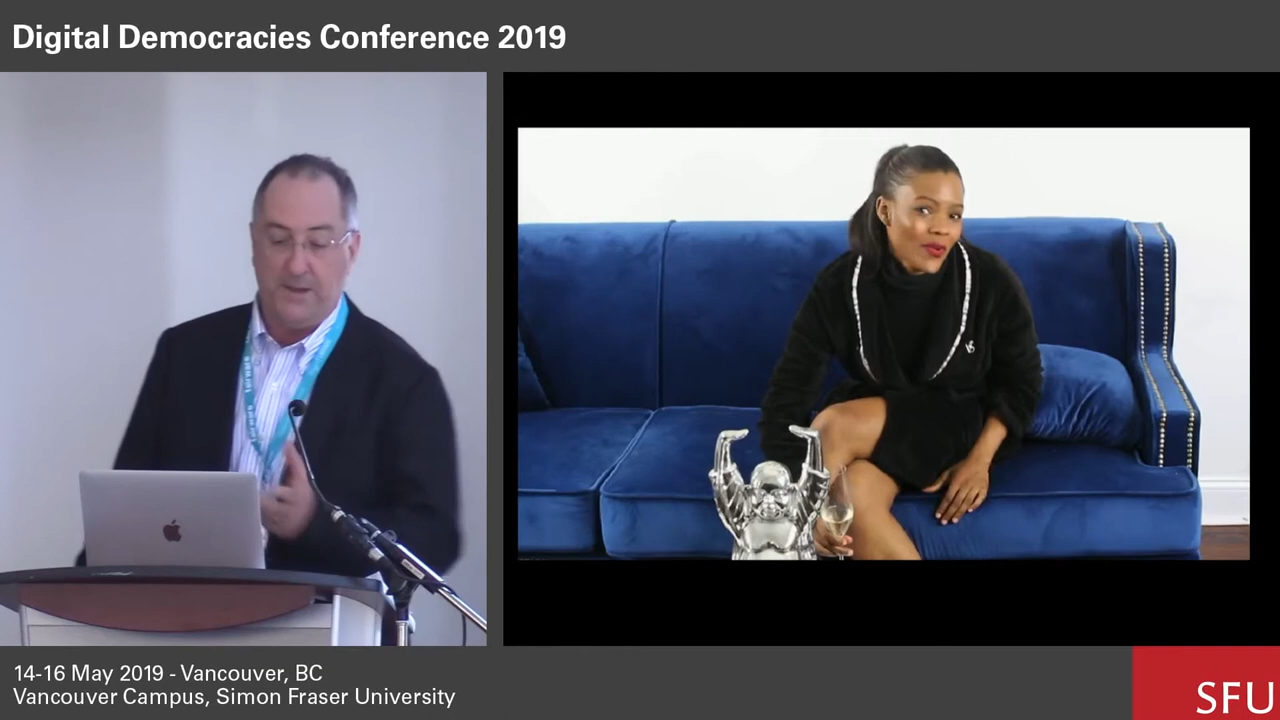 Digital Democracies Conference 2019
14-16 May 2019 - Vancouver, BC
Vancouver Campus, Simon Fraser University
SFU